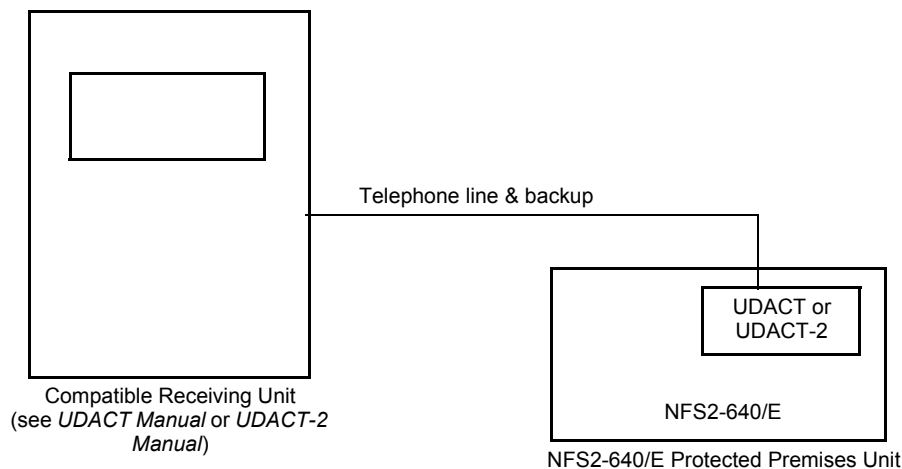 Telephone line & backup
UDACT or
UDACT-2
NFS2-640/E
Compatible Receiving Unit
(see UDACT Manual or UDACT-2
Manual)
NFS2-640/E Protected Premises Unit